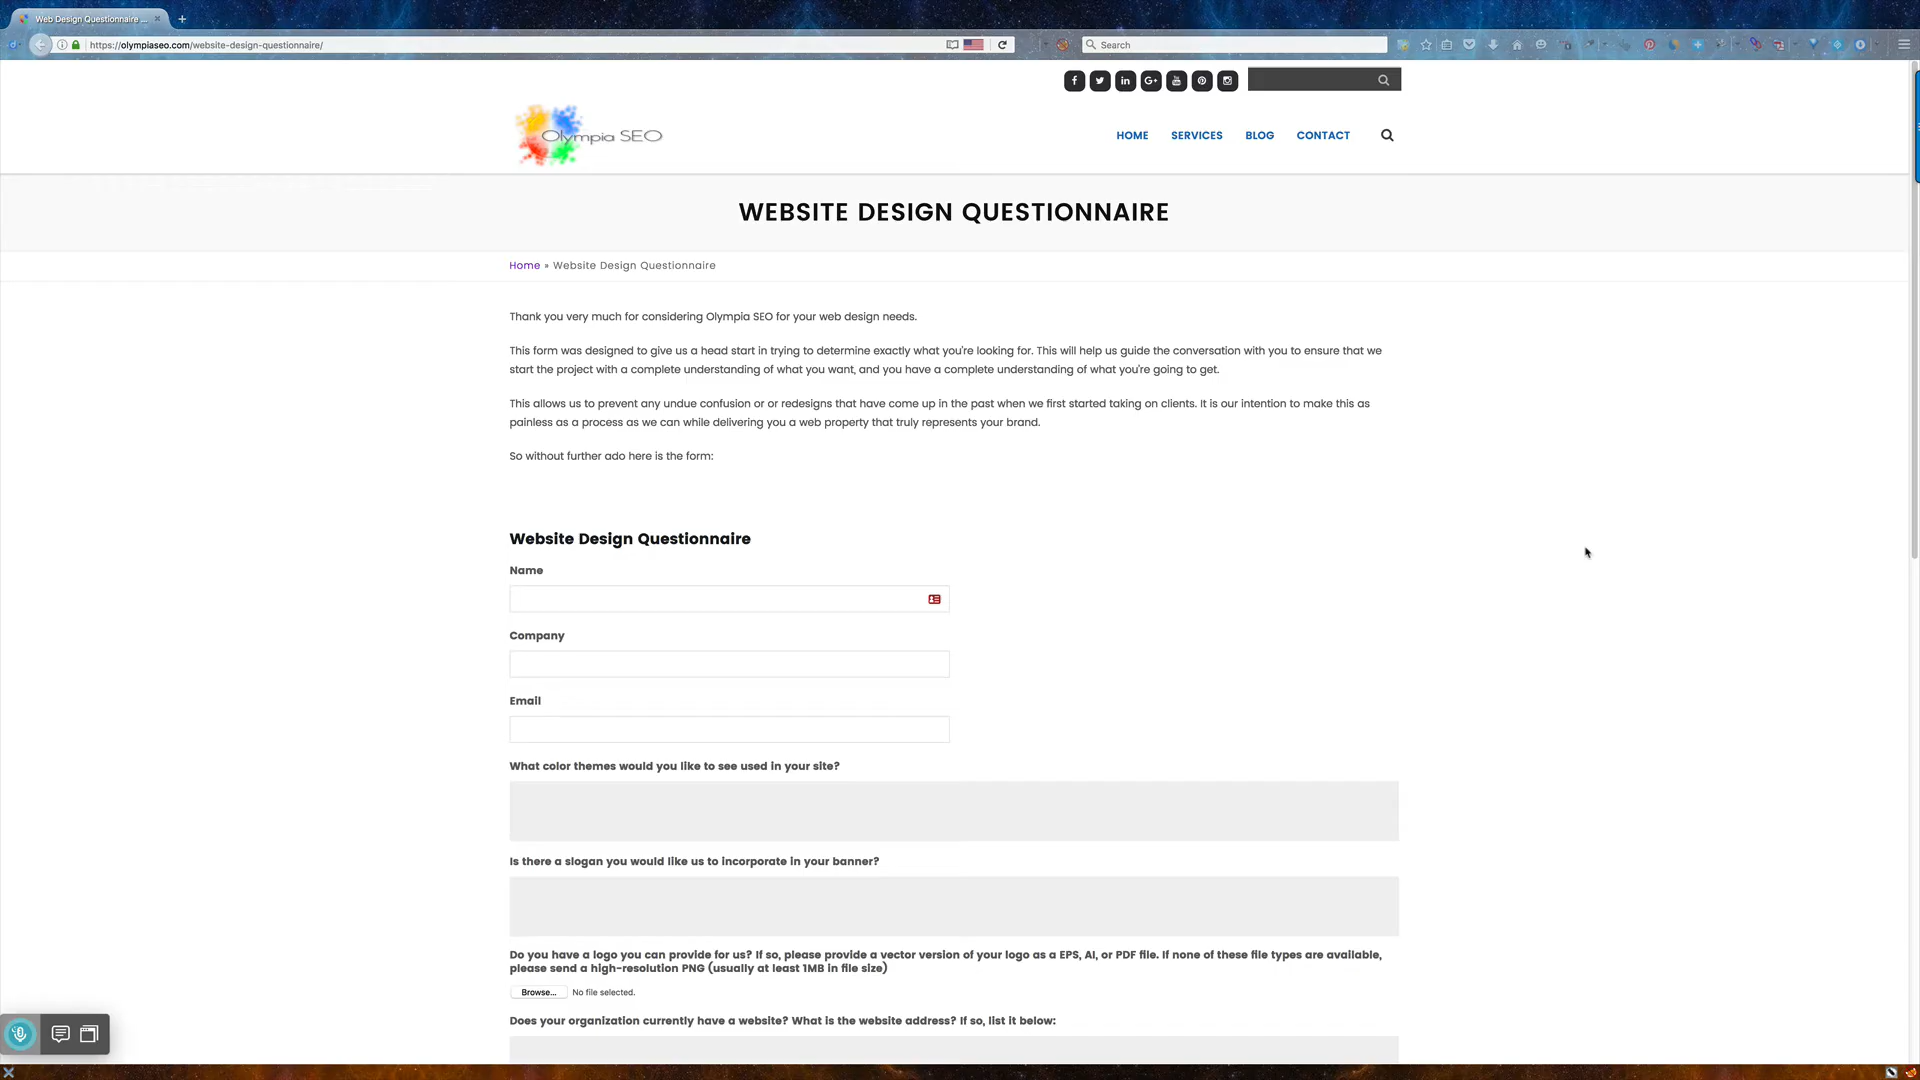 Web Design Questionnaire ...
https://olympiaseo.com/website-design-questionnaire/
Search
Olympia SEO
HOME SERVICES BLOG CONTACT
WEBSITE DESIGN QUESTIONNAIRE
Home » Website Design Questionnaire
Thank you very much for considering Olympia SEO for your web design needs.
This form was designed to give us a head start in trying to determine exactly what you're looking for. This will help us guide the conversation with you to ensure that we
start the project with a complete understanding of what you want, and you have a complete understanding of what you're going to get.
This allows us to prevent any undue confusion or or redesigns that have come up in the past when we first started taking on clients. It is our intention to make this as
painless as a process as we can while delivering you a web property that truly represents your brand.
So without further ado here is the form:
Website Design Questionnaire
Name
Company
Email
What color themes would you like to see used in your site?
Is there a slogan you would like us to incorporate in your banner?
Do you have a logo you can provide for us? If so, please provide a vector version of your logo as a EPS, AI, or PDF file. If none of these file types are available,
please send a high-resolution PNG (usually at least 1MB in file size)
Browse... No file selected.
Does your organization currently have a website? What is the website address? If so, list it below: